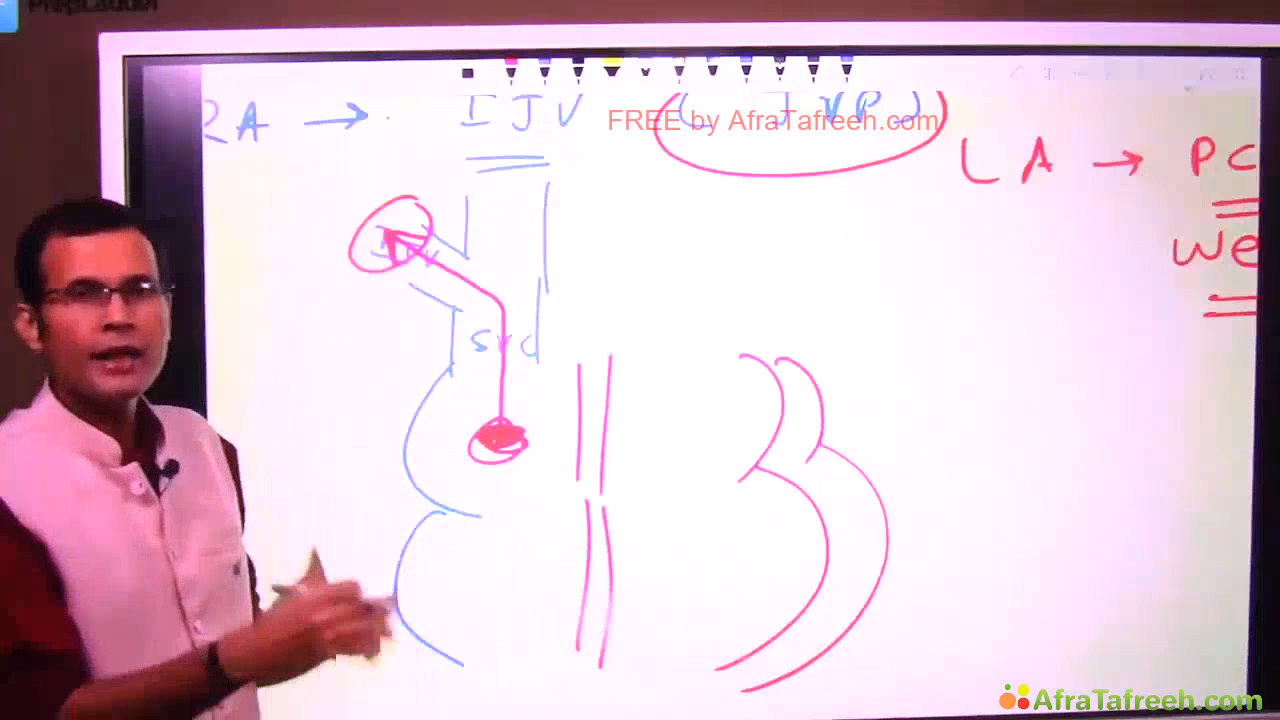 RA → IJV (JVP)
FREE by AfraTafreeh.com
LA → PC
We
SVC
AfraTafreeh.com